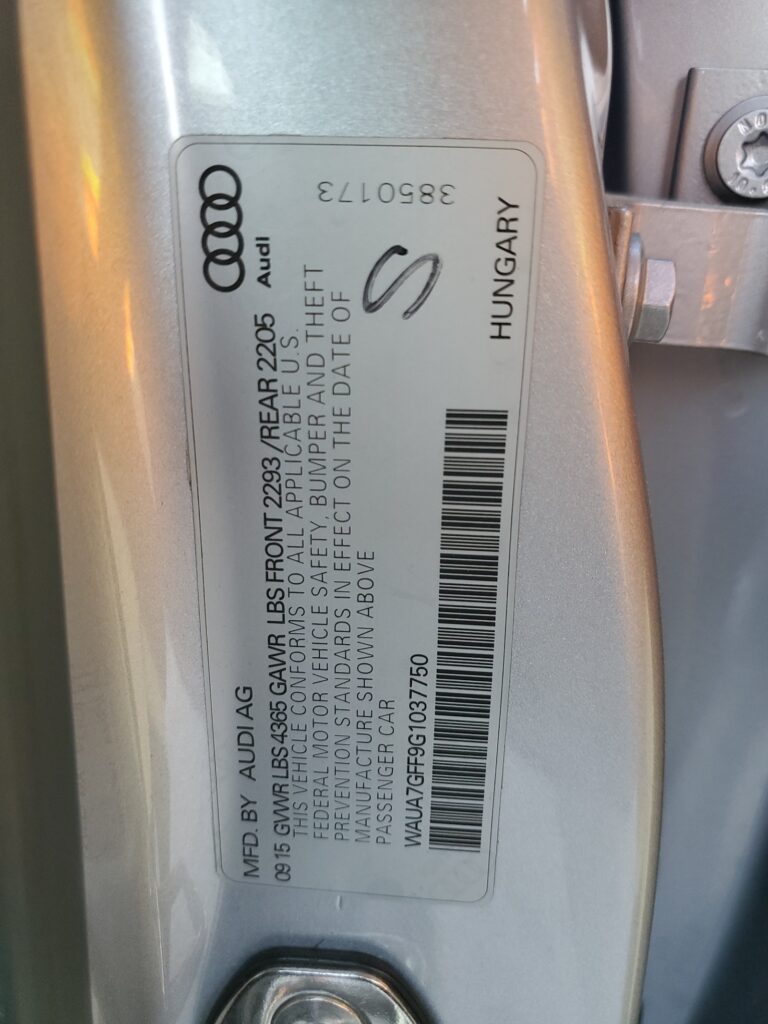 MFD. BY AUDI AG
Audi
09 15 GVWR LBS 4365 GAWR LBS FRONT 2293 / REAR 2205
THIS VEHICLE CONFORMS TO ALL APPLICABLE U.S.
FEDERAL MOTOR VEHICLE SAFETY, BUMPER AND THEFT
PREVENTION STANDARDS IN EFFECT ON THE DATE OF
MANUFACTURE SHOWN ABOVE
PASSENGER CAR
3850173
S
WAUA7GFF9G1037750
HUNGARY